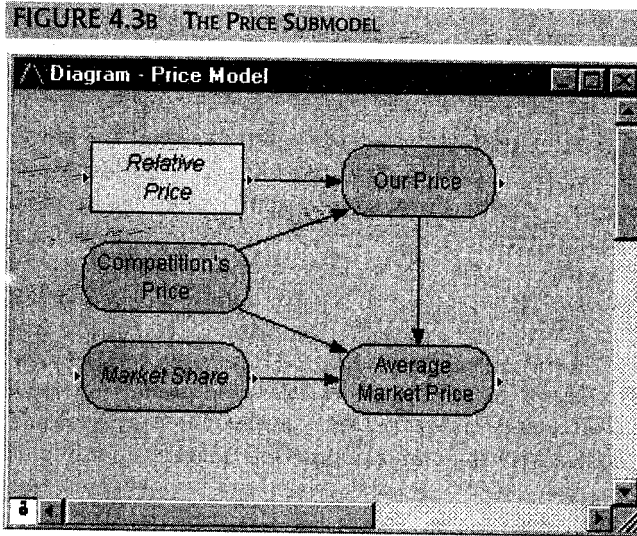 FIGURE 4.3B THE PRICE SUBMODEL
Diagram - Price Model
Relative
Price
Our Price
Competition's
Price
Market Share
Average
Market Price